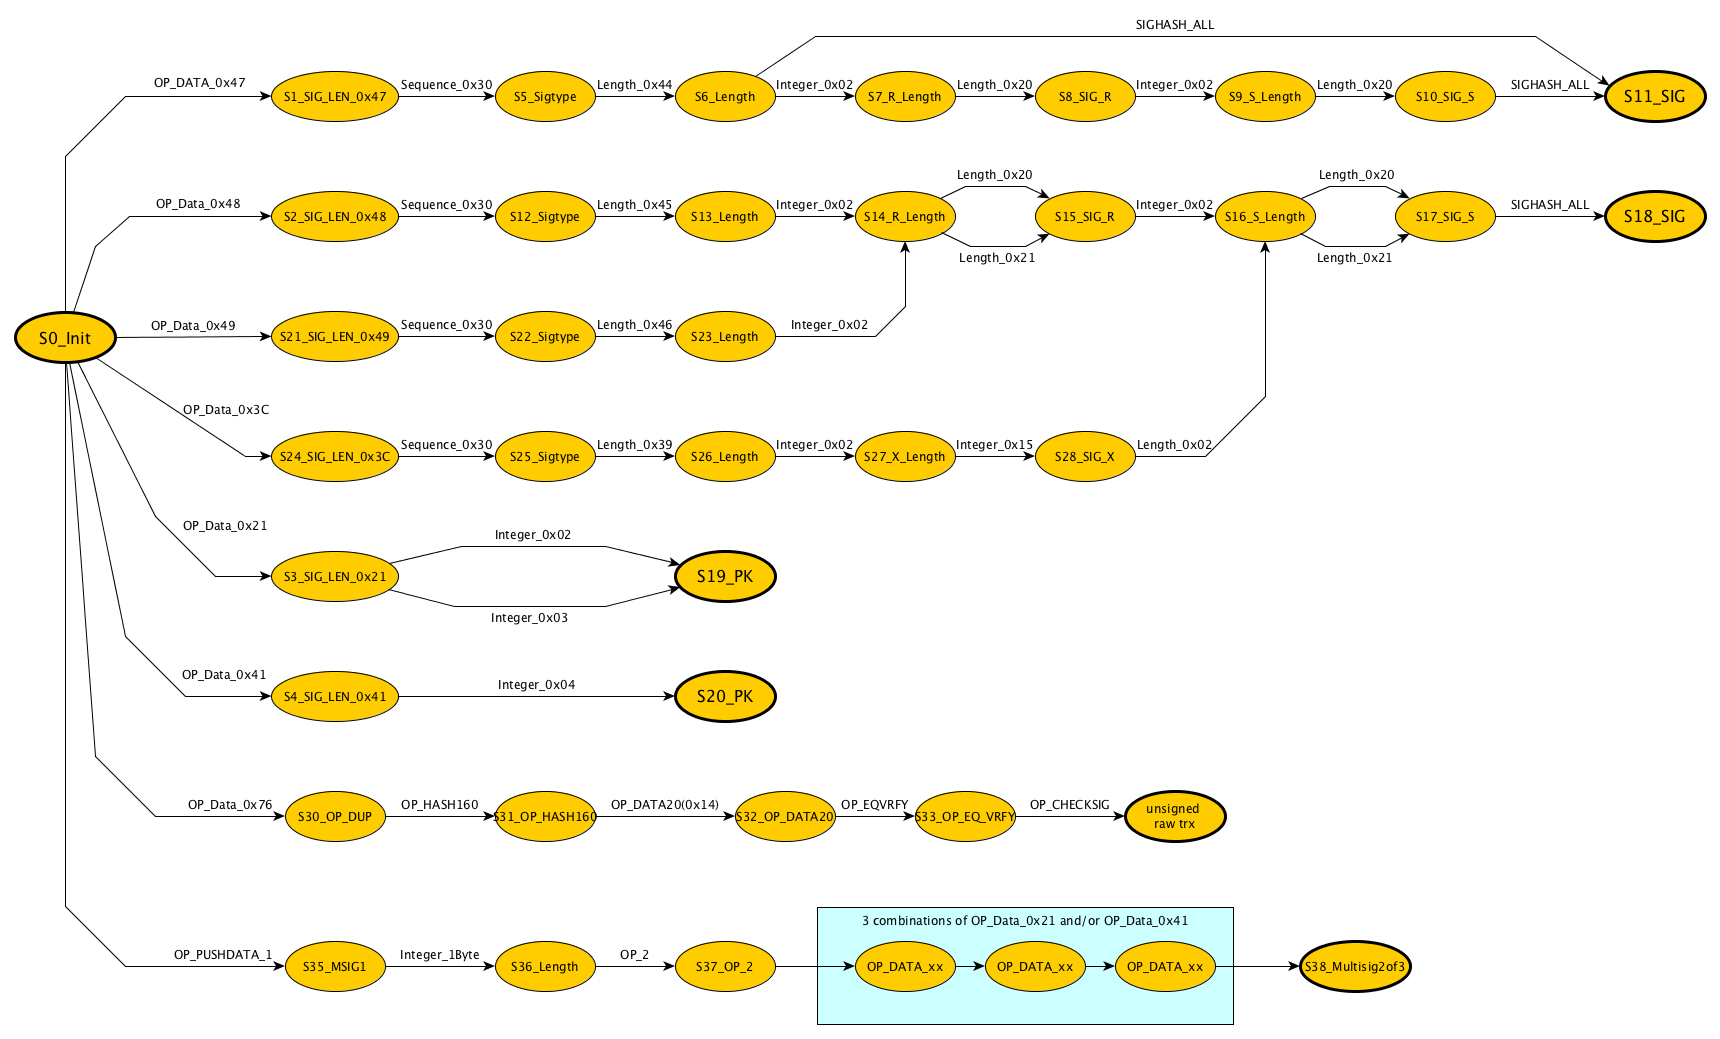 SIGHASH_ALL
OP_DATA_0x47
S1_SIG_LEN_0x47
Sequence_0x30
S5_Sigtype
Length_0x44
S6_Length
Integer_0x02
S7_R_Length
Length_0x20
S8_SIG_R
Integer_0x02
S9_S_Length
Length_0x20
S10_SIG_S
SIGHASH_ALL
S11_SIG
OP_Data_0x48
S2_SIG_LEN_0x48
Sequence_0x30
S12_Sigtype
Length_0x45
S13_Length
Integer_0x02
S14_R_Length
Length_0x20
Length_0x21
S15_SIG_R
Integer_0x02
S16_S_Length
Length_0x20
Length_0x21
S17_SIG_S
SIGHASH_ALL
S18_SIG
S0_Init
OP_Data_0x49
S21_SIG_LEN_0x49
Sequence_0x30
S22_Sigtype
Length_0x46
S23_Length
Integer_0x02
OP_Data_0x3C
S24_SIG_LEN_0x3C
Sequence_0x30
S25_Sigtype
Length_0x39
S26_Length
Integer_0x02
S27_X_Length
Integer_0x15
S28_SIG_X
Length_0x02
OP_Data_0x21
S3_SIG_LEN_0x21
Integer_0x02
Integer_0x03
S19_PK
OP_Data_0x41
S4_SIG_LEN_0x41
Integer_0x04
S20_PK
OP_Data_0x76
S30_OP_DUP
OP_HASH160
S31_OP_HASH160
OP_DATA20(0x14)
S32_OP_DATA20
OP_EQVRFY
S33_OP_EQ_VRFY
OP_CHECKSIG
unsigned
raw trx
OP_PUSHDATA_1
S35_MSIG1
Integer_1Byte
S36_Length
OP_2
S37_OP_2
3 combinations of OP_Data_0x21 and/or OP_Data_0x41
OP_DATA_xx
OP_DATA_xx
OP_DATA_xx
S38_Multisig2of3